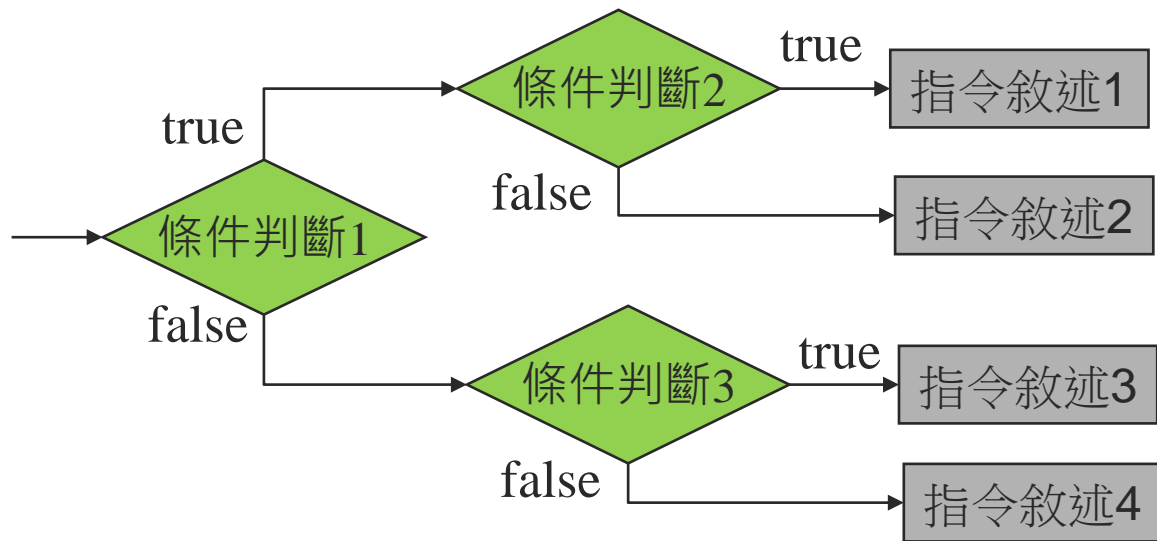 true
條件判斷2
指令敘述1
true
false
指令敘述2
條件判斷1
false
true
條件判斷3
指令敘述3
false
指令敘述4